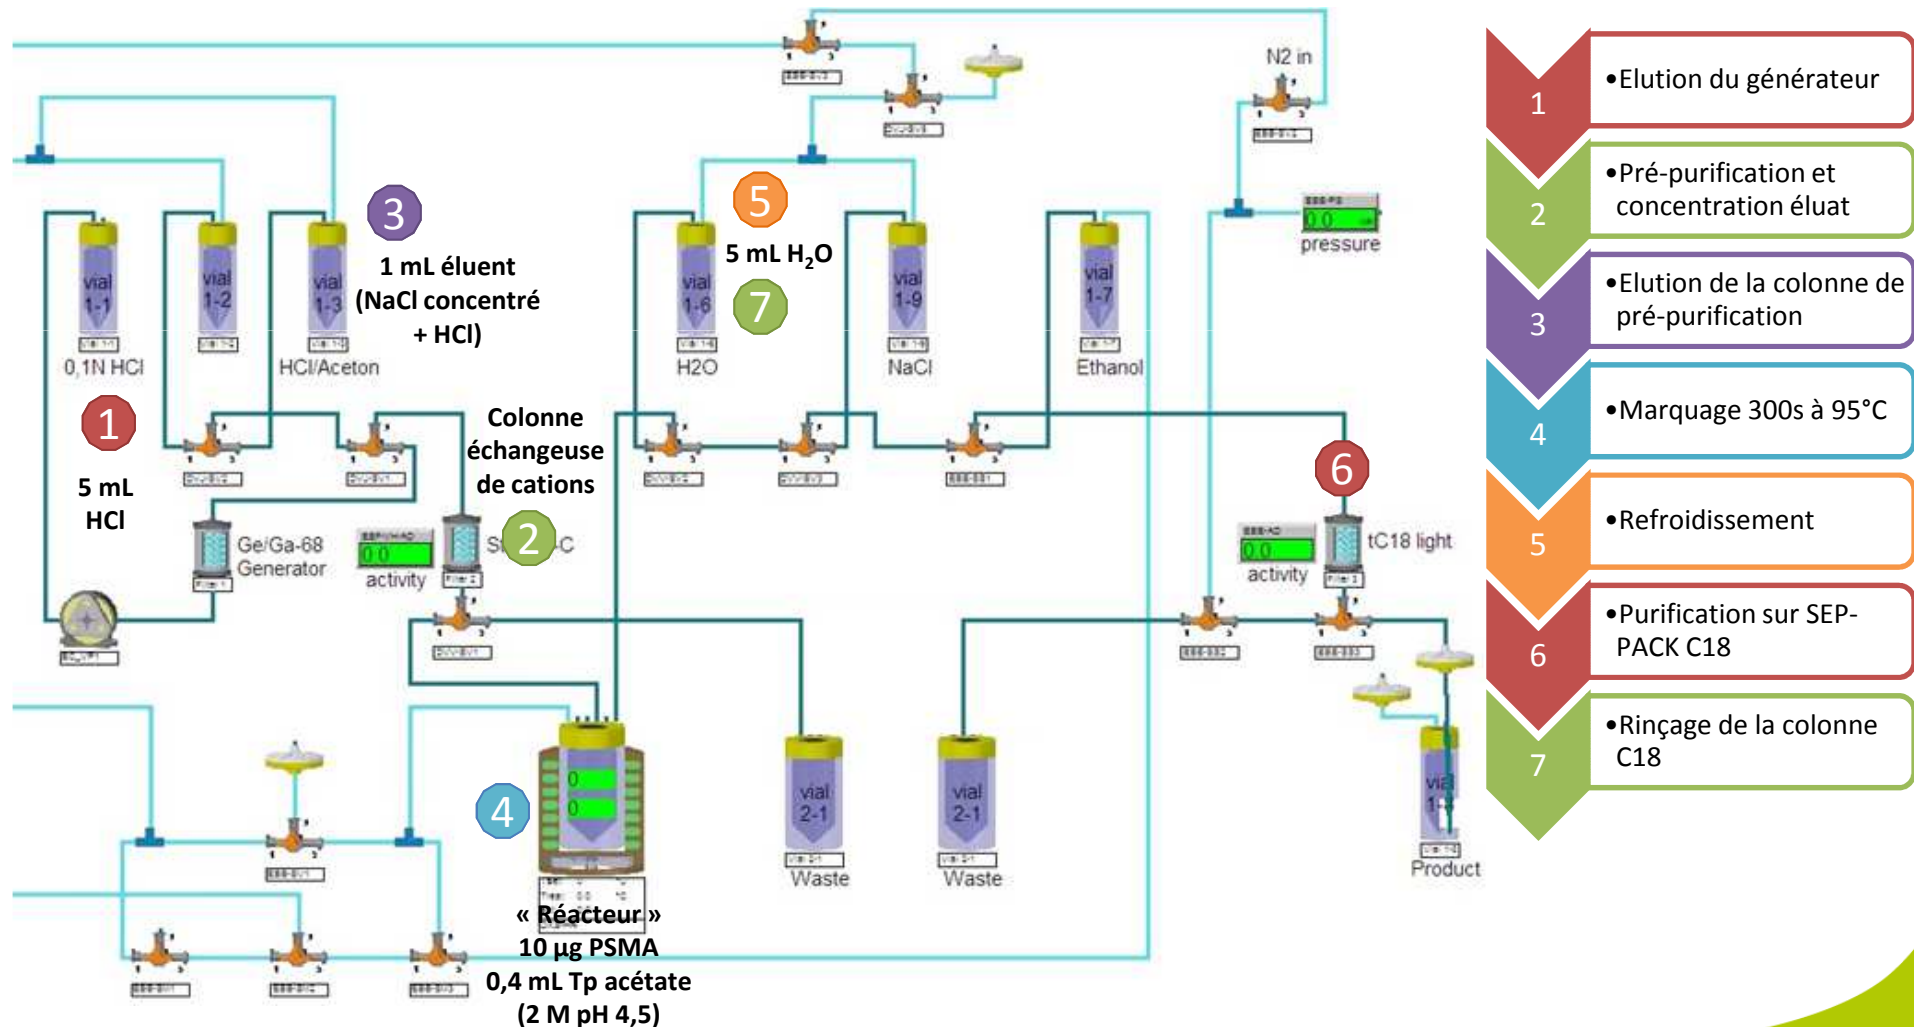 N2 in
pressure
3
1 mL éluent
(NaCl concentré
+ HCl)
5
5 mL H₂O
7
vial
1-1
vial
1-2
vial
1-3
vial
1-6
vial
1-9
vial
1-7
0,1N HCl
HCl/Aceton
H2O
NaCl
Ethanol
1
5 mL
HCl
Colonne
échangeuse
de cations
2
6
Ge/Ga-68
Generator
activity
activity
tC18 light
4
0
0
vial
2-1
vial
2-1
Waste
Waste
vial
Product
« Réacteur »
10 µg PSMA
0,4 mL Tp acétate
(2 M pH 4,5)
1
•Elution du générateur
2
•Pré-purification et
concentration éluat
3
•Elution de la colonne de
pré-purification
4
•Marquage 300s à 95°C
5
•Refroidissement
6
•Purification sur SEP-
PACK C18
7
•Rinçage de la colonne
C18